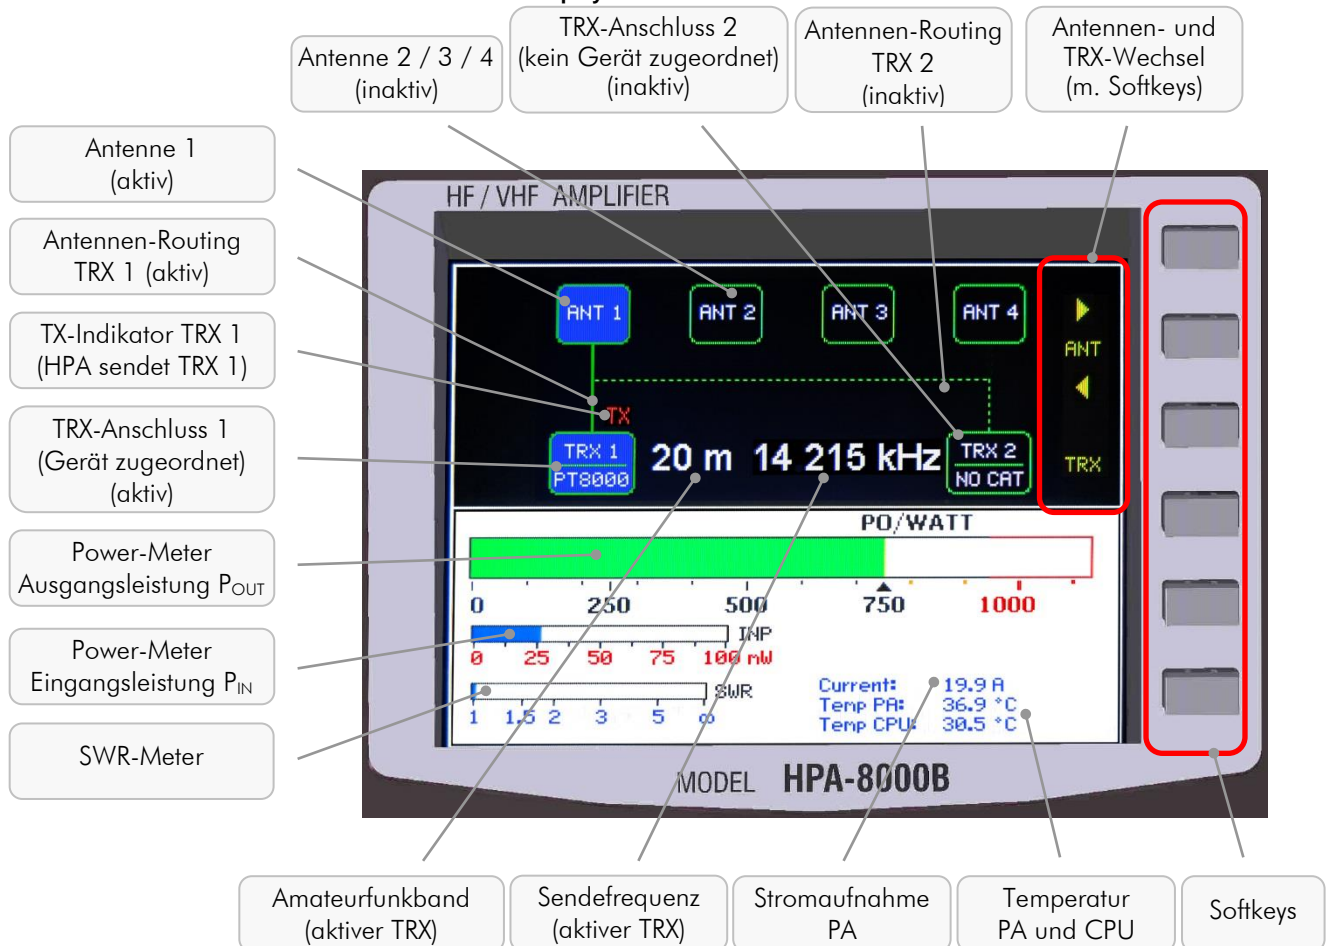 TRX-Anschluss 2
(kein Gerät zugeordnet)
(inaktiv)
Antenne 2 / 3 / 4
(inaktiv)
Antennen-Routing
TRX 2
(inaktiv)
Antennen- und
TRX-Wechsel
(m. Softkeys)
Antenne 1
(aktiv)
Antennen-Routing
TRX 1 (aktiv)
TX-Indikator TRX 1
(HPA sendet TRX 1)
TRX-Anschluss 1
(Gerät zugeordnet)
(aktiv)
Power-Meter
Ausgangsleistung POUT
Power-Meter
Eingangsleistung PIN
SWR-Meter
HF / VHF AMPLIFIER
ANT 1 ANT 2 ANT 3 ANT 4
ANT
TX
TRX 1
PT8000
20 m 14 215 kHz
TRX 2
NO CAT
TRX
PO/WATT
0 250 500 750 1000
INP
0 25 50 75 100 mW
SWR
1 1,5 2 3 5 ∞
Current: 19.9 A
Temp PA: 36.9 °C
Temp CPU: 30.5 °C
MODEL HPA-8000B
Amateurfunkband
(aktiver TRX)
Sendefrequenz
(aktiver TRX)
Stromaufnahme
PA
Temperatur
PA und CPU
Softkeys